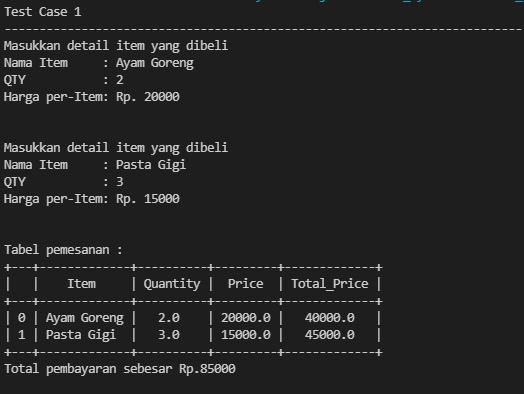 Test Case 1
--------------------------------------------------------------------------
Masukkan detail item yang dibeli
Nama Item     : Ayam Goreng
QTY           : 2
Harga per-Item: Rp. 20000
Masukkan detail item yang dibeli
Nama Item     : Pasta Gigi
QTY           : 3
Harga per-Item: Rp. 15000
Tabel pemesanan :
+---+-------------+----------+---------+-------------+
|   |    Item     | Quantity |  Price  | Total_Price |
+---+-------------+----------+---------+-------------+
| 0 | Ayam Goreng |   2.0    | 20000.0 |   40000.0   |
| 1 | Pasta Gigi  |   3.0    | 15000.0 |   45000.0   |
+---+-------------+----------+---------+-------------+
Total pembayaran sebesar Rp.85000